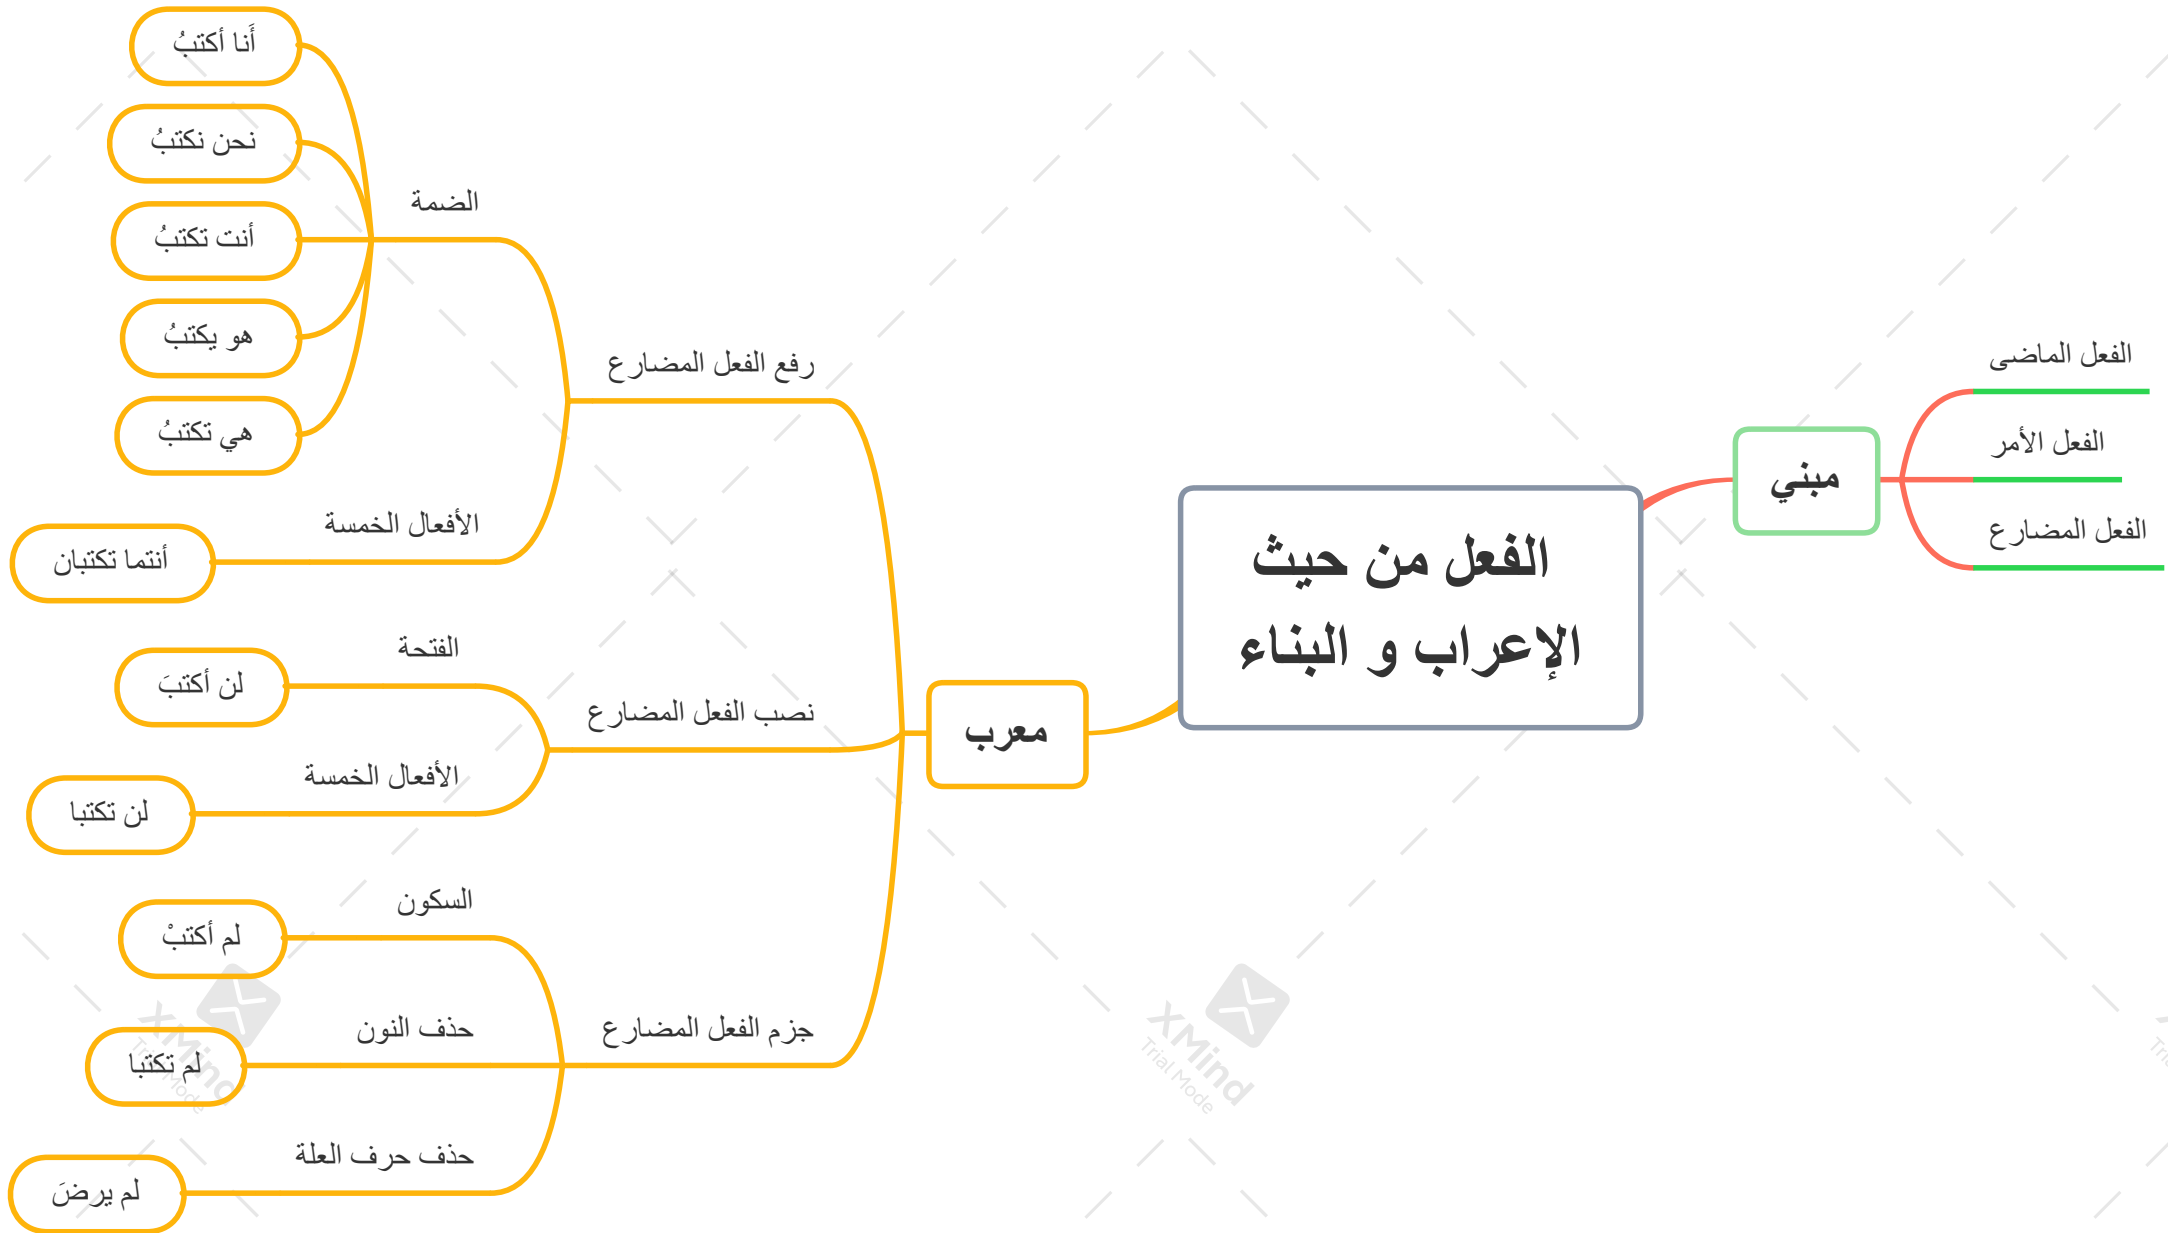 الفعل من حيث
الإعراب و البناء
مبني
الفعل الماضى
الفعل الأمر
الفعل المضارع
معرب
رفع الفعل المضارع
الضمة
أَنا أكتبُ
نحن نكتبُ
أنت تكتبُ
هو يكتبُ
هي تكتبُ
الأفعال الخمسة
أنتما تكتبان
نصب الفعل المضارع
الفتحة
لن أكتبَ
الأفعال الخمسة
لن تكتبا
جزم الفعل المضارع
السكون
لم أكتبْ
حذف النون
لم تكتبا
حذف حرف العلة
لم يرضَ
XMind
Trial Mode
XMind
Trial Mode